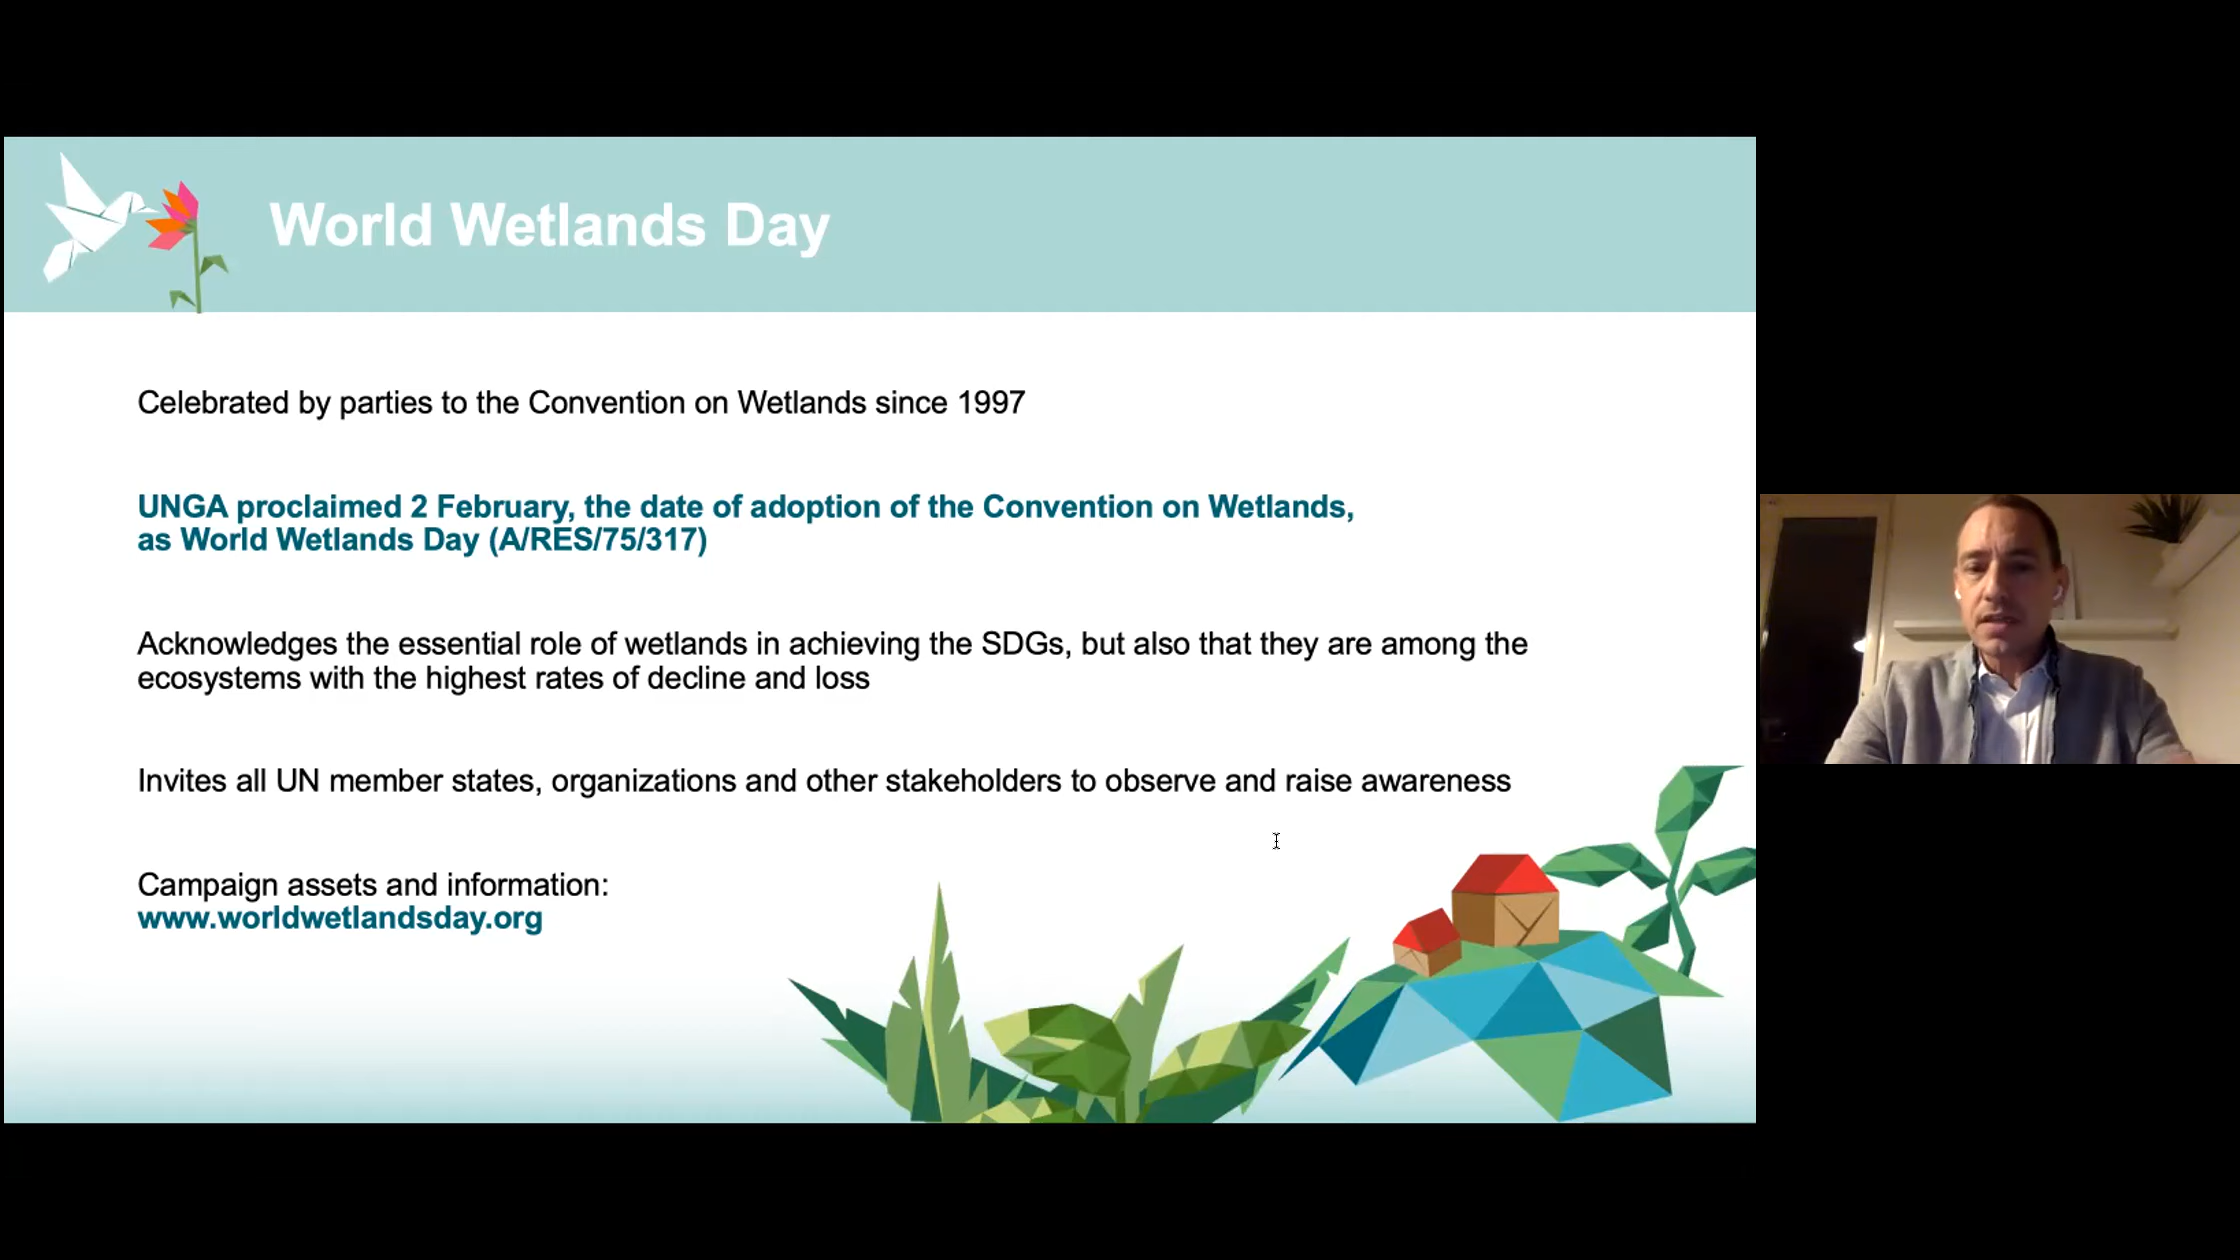 World Wetlands Day
Celebrated by parties to the Convention on Wetlands since 1997
UNGA proclaimed 2 February, the date of adoption of the Convention on Wetlands,
as World Wetlands Day (A/RES/75/317)
Acknowledges the essential role of wetlands in achieving the SDGs, but also that they are among the
ecosystems with the highest rates of decline and loss
Invites all UN member states, organizations and other stakeholders to observe and raise awareness
Campaign assets and information:
www.worldwetlandsday.org